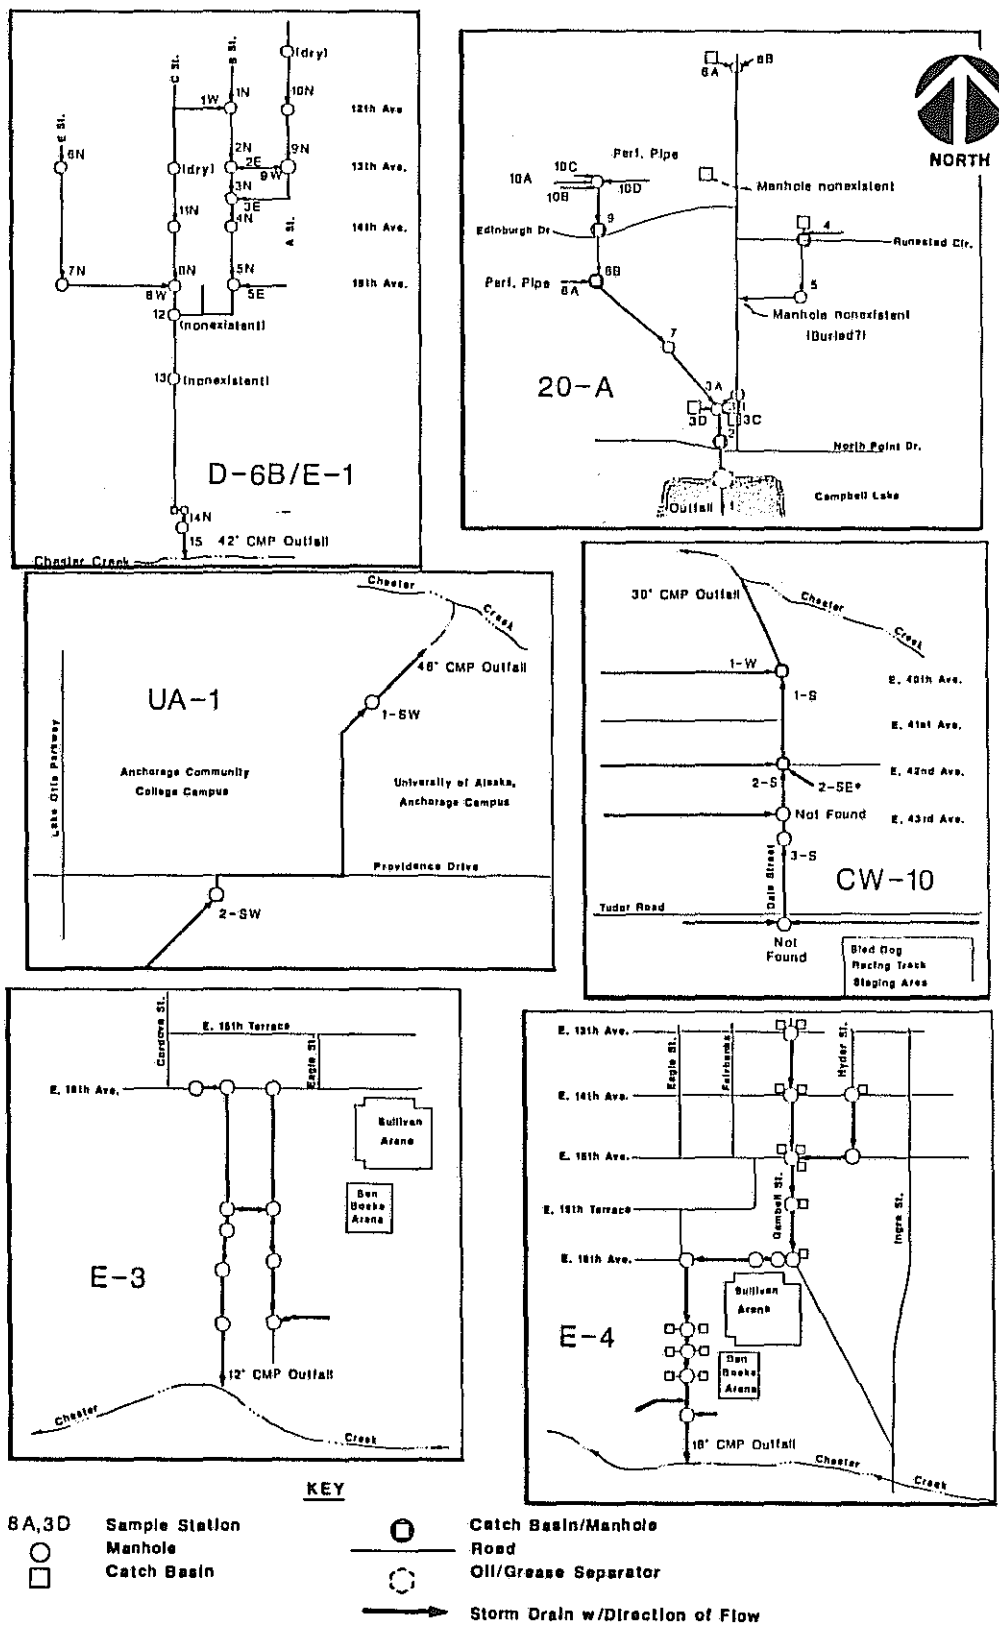 C St.
B St.
(dry)
10N
1W
1N
12th Ave
E St.
6N
(dry)
2N
2E
9N
9W
13th Ave.
3N
3E
11N
4N
A St.
14th Ave.
7N
8W
5N
5E
15th Ave.
12
(nonexistent)
13
(nonexistent)
D-6B/E-1
14N
15
42" CMP Outfall
Chester Creek
6A
6B
NORTH
Perf. Pipe
10C
10A
10B
10D
Manhole nonexistent
9
Edinburgh Dr
4
Runestad Cir.
Perf. Pipe
8A
5
Manhole nonexistent
(Buried?)
7
20-A
3A
3D
3C
2
North Point Dr.
Outfall
1
Campbell Lake
Chester
Creek
46" CMP Outfall
UA-1
1-SW
Lake Otis Parkway
Anchorage Community
College Campus
University of Alaska,
Anchorage Campus
Providence Drive
2-SW
30" CMP Outfall
Chester
Creek
1-W
E. 40th Ave.
1-S
E. 41st Ave.
E. 42nd Ave.
2-S
2-SE*
Not Found
E. 43rd Ave.
3-S
Dale Street
CW-10
Tudor Road
Not
Found
Sled Dog
Racing Track
Staging Area
Cordova St.
E. 15th Terrace
Eagle St.
E. 16th Ave.
Sullivan
Arena
Ben
Boeke
Arena
E-3
12" CMP Outfall
Chester
Creek
E. 13th Ave.
Eagle St.
Fairbanks
Hyder St.
E. 14th Ave.
E. 15th Ave.
Gambell St.
Ingra St.
E. 15th Terrace
E. 16th Ave.
Sullivan
Arena
E-4
Ben
Boeke
Arena
18" CMP Outfall
Chester
Creek
KEY
8A,3D Sample Station
Manhole
Catch Basin
Catch Basin/Manhole
Road
Oil/Grease Separator
Storm Drain w/Direction of Flow